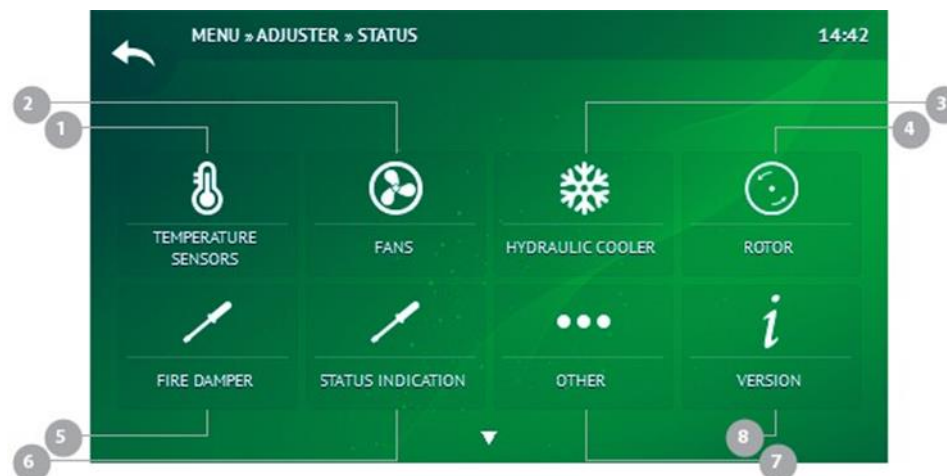 MENU » ADJUSTER » STATUS
14:42
2
3
1
4
TEMPERATURE
SENSORS
FANS
HYDRAULIC COOLER
ROTOR
FIRE DAMPER
STATUS INDICATION
OTHER
i
VERSION
5
8
6
7